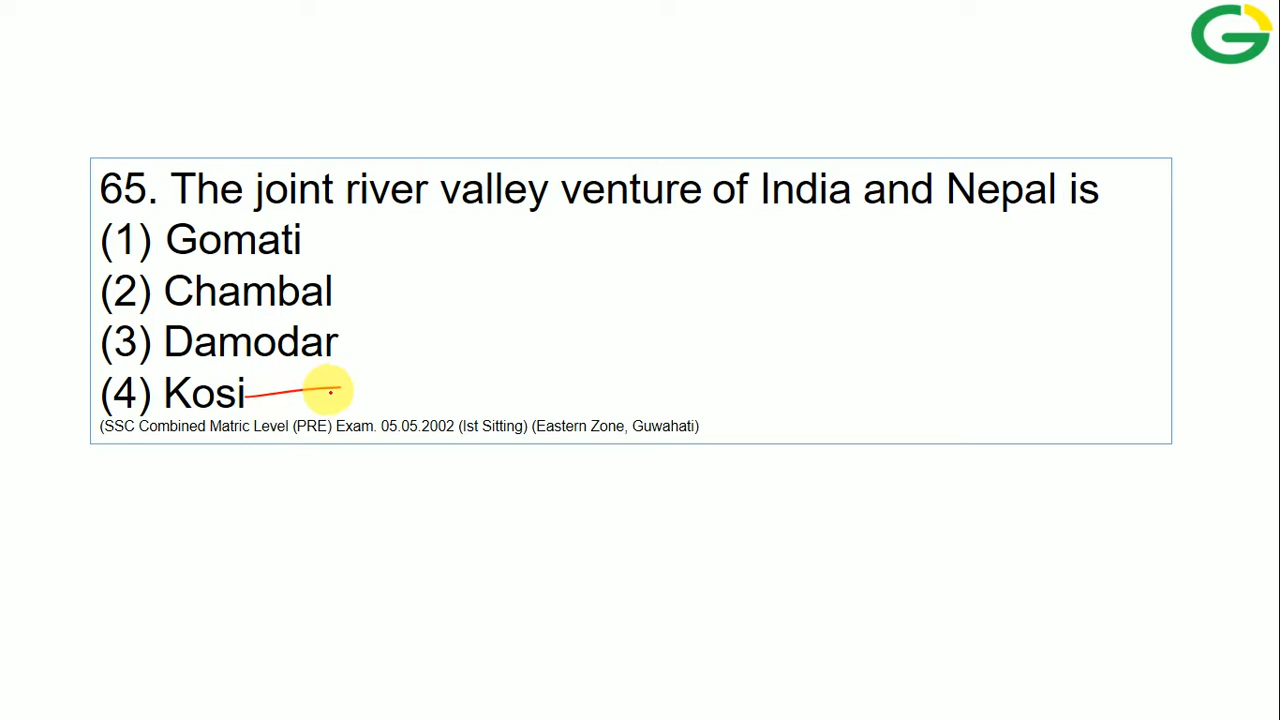 65. The joint river valley venture of India and Nepal is
(1) Gomati
(2) Chambal
(3) Damodar
(4) Kosi
(SSC Combined Matric Level (PRE) Exam. 05.05.2002 (Ist Sitting) (Eastern Zone, Guwahati)